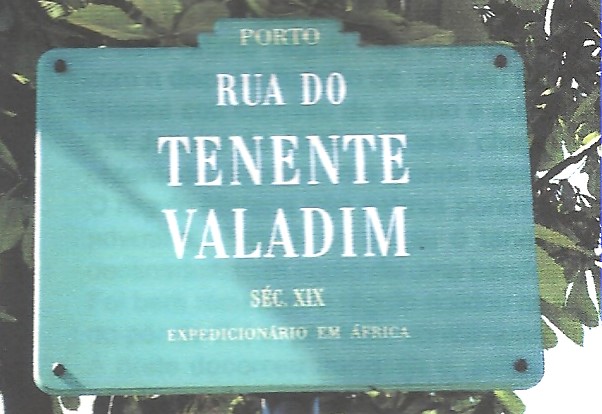 PORTO
RUA DO
TENENTE
VALADIM
SÉC. XIX
EXPEDICIONÁRIO EM ÁFRICA